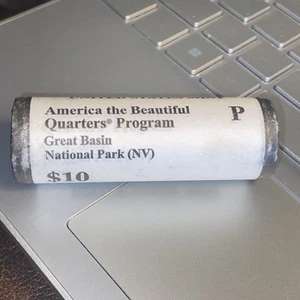 America the Beautiful
Quarters® Program P
Great Basin
National Park (NV)
$10